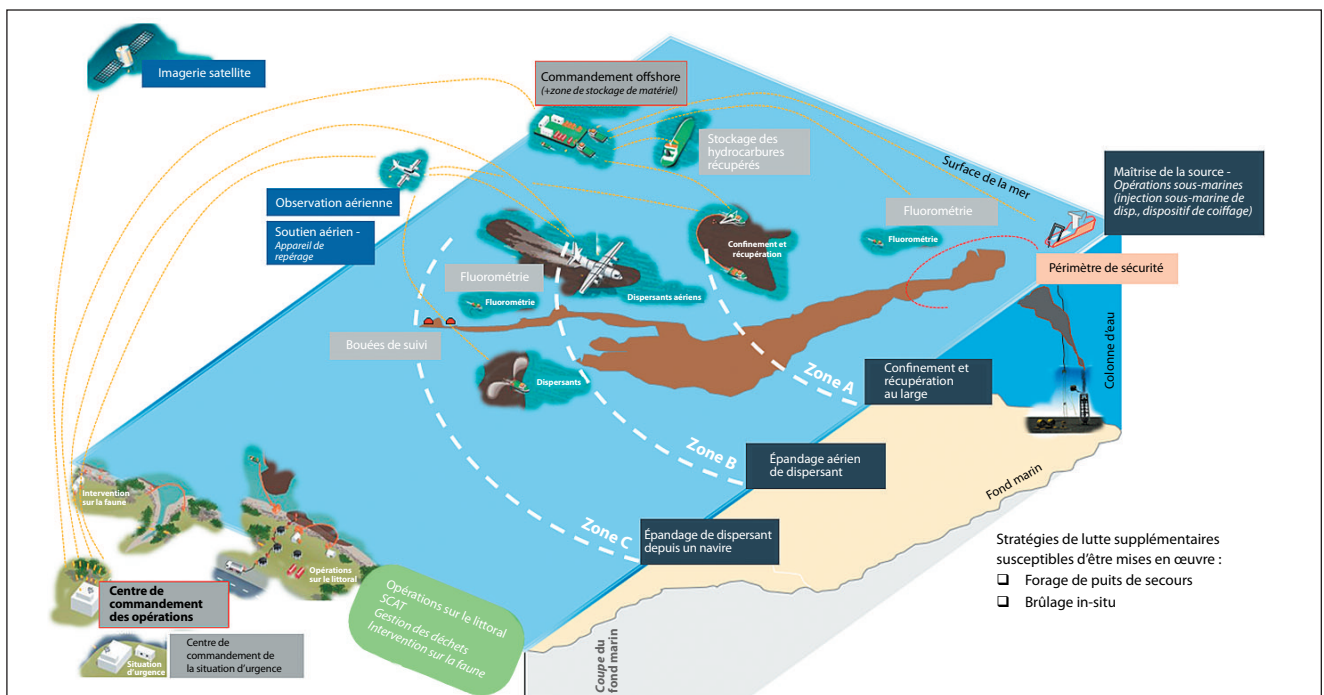 Imagerie satellite
Commandement offshore
(+zone de stockage de matériel)
Stockage des
hydrocarbures
récupérés
Surface de la mer
Maîtrise de la source -
Opérations sous-marines
(injection sous-marine de
disp., dispositif de coiffage)
Observation aérienne
Soutien aérien -
Appareil de
repérage
Fluorométrie
Fluorométrie
Confinement et
récupération
Périmètre de sécurité
Fluorométrie
Fluorométrie
Dispersants aériens
Bouées de suivi
Dispersants
Colonne d'eau
Zone A
Confinement et
récupération
au large
Zone B
Épandage aérien
de dispersant
Fond marin
Zone C
Épandage de dispersant
depuis un navire
Intervention
sur la faune
Opérations
sur le littoral
Stratégies de lutte supplémentaires
susceptibles d'être mises en œuvre :
❑ Forage de puits de secours
❑ Brûlage in-situ
Centre de
commandement
des opérations
Opérations sur le littoral
SCAT
Gestion des déchets
Intervention sur la faune
Situation
d'urgence
Centre de
commandement de
la situation d'urgence
Coupe du
fond marin